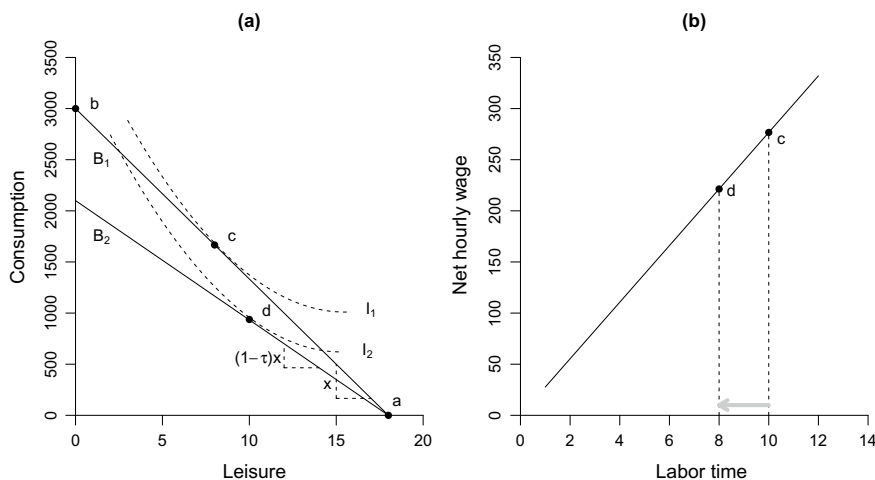 (a)
Consumption
3500
3000
2500
2000
1500
1000
500
0
b
B₁
B₂
c
d
I₁
I₂
(1−τ)x
x
a
0 5 10 15 20
Leisure
(b)
Net hourly wage
350
300
250
200
150
100
50
0
c
d
0 2 4 6 8 10 12 14
Labor time